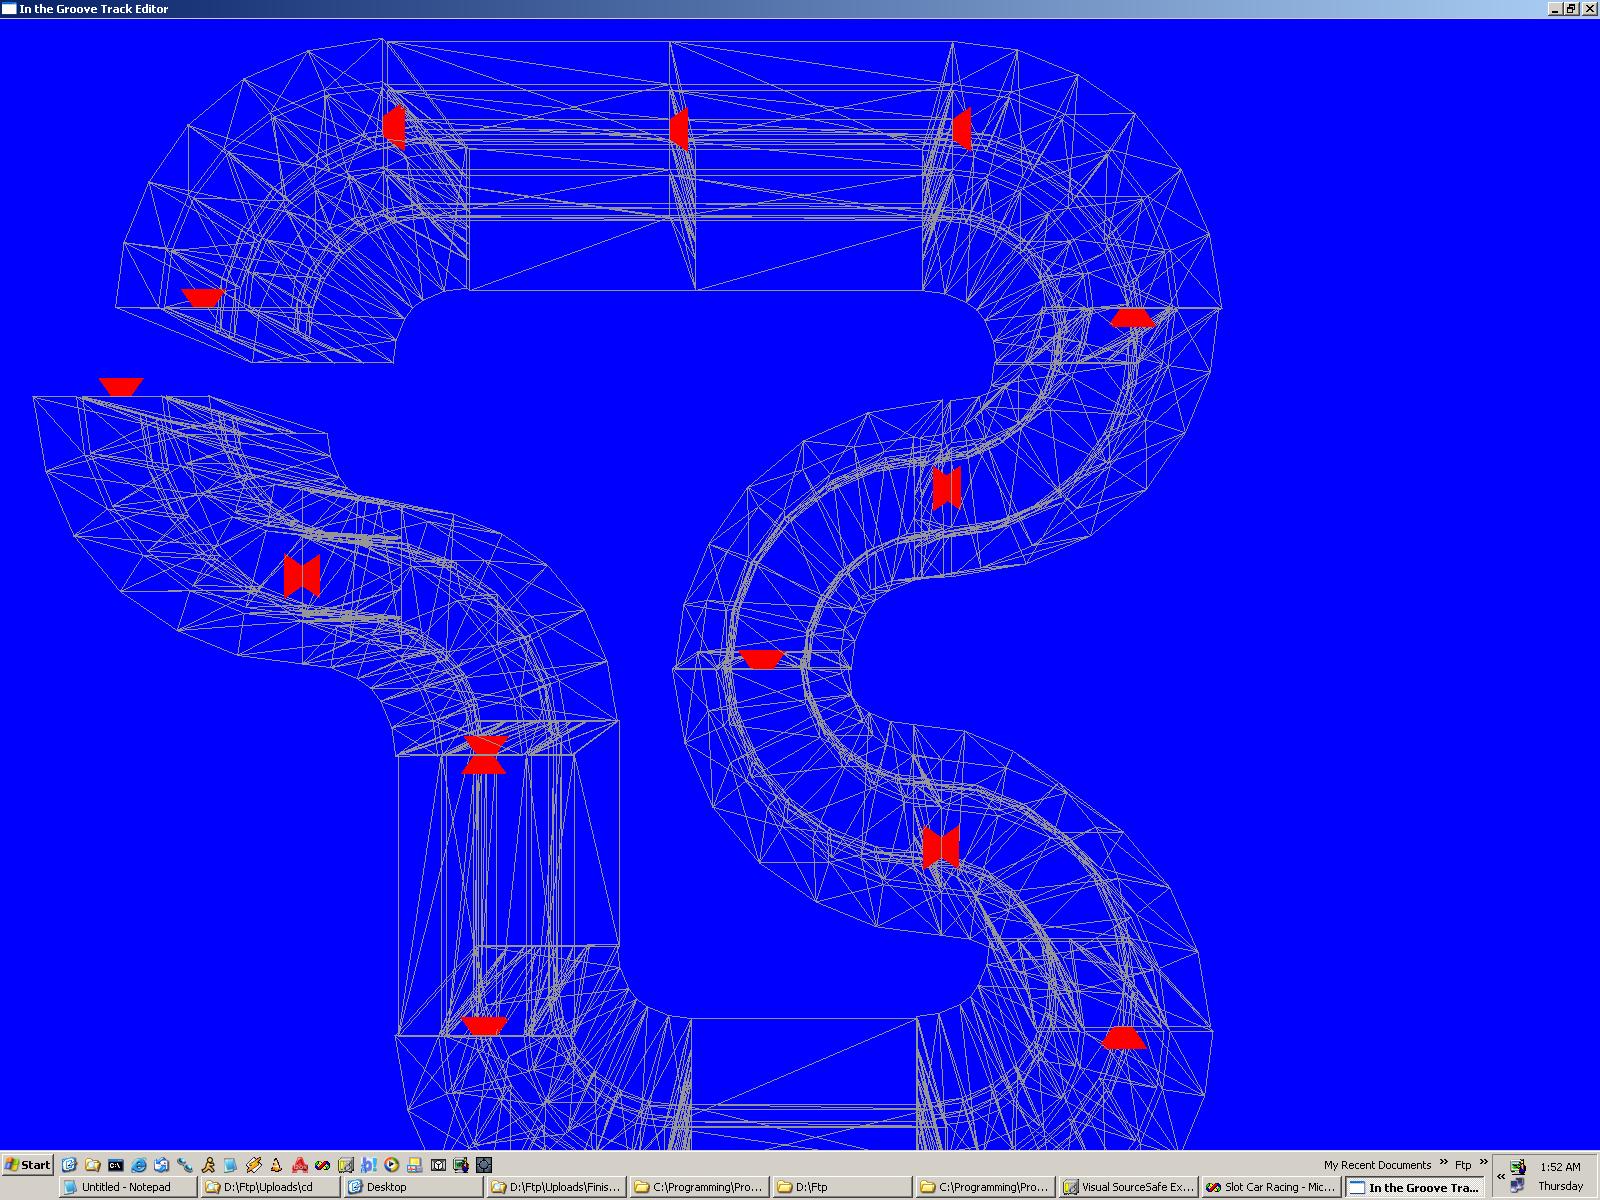 In the Groove Track Editor
Start
My Recent Documents » Ftp »
«
1:52 AM
Thursday
Untitled - Notepad
D:\Ftp\Uploads\cd
Desktop
D:\Ftp\Uploads\Finis...
C:\Programming\Pro...
D:\Ftp
C:\Programming\Pro...
Visual SourceSafe Ex...
Slot Car Racing - Mic...
In the Groove Tra...